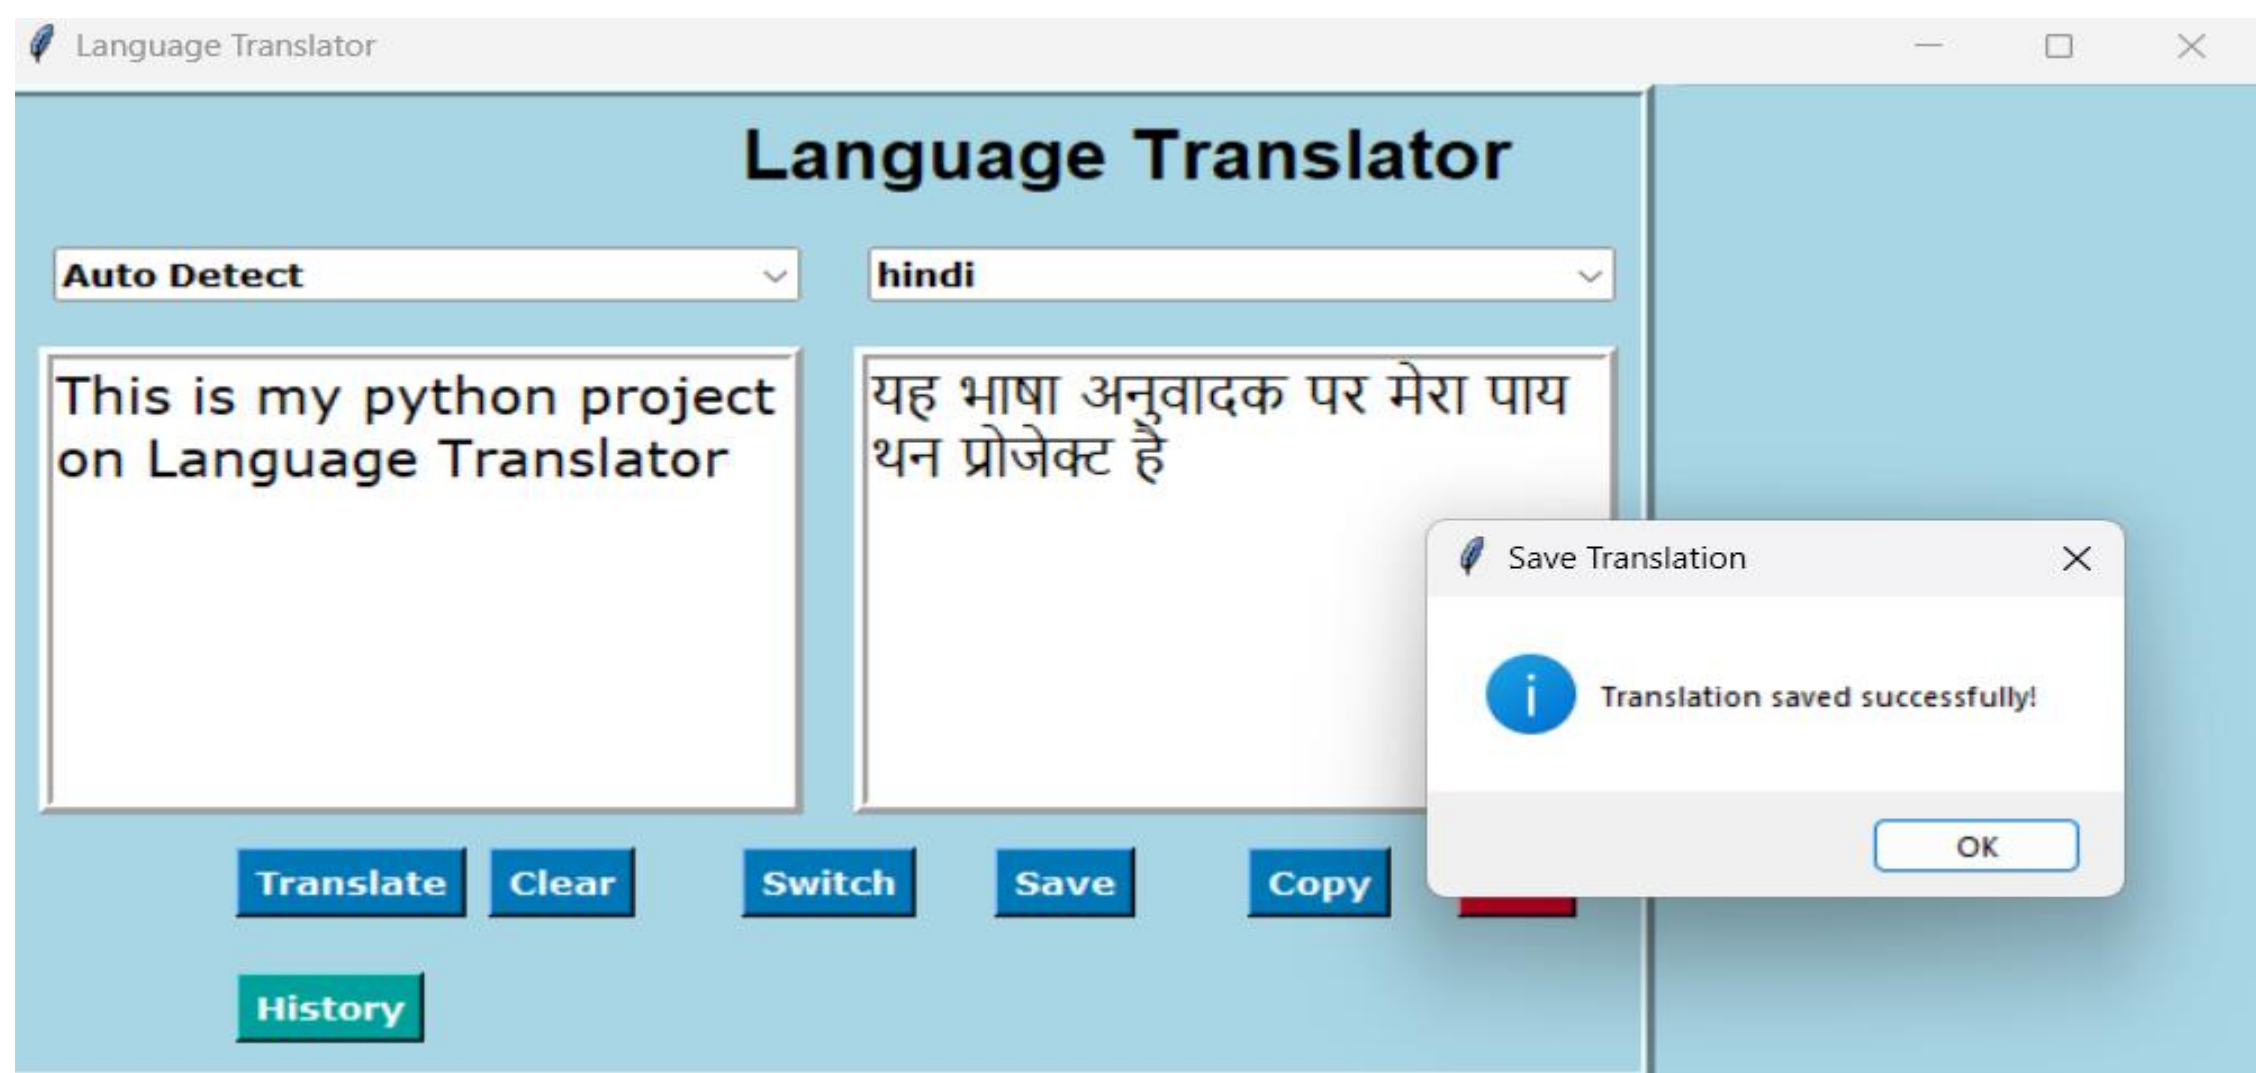 Language Translator
Language Translator
Auto Detect
hindi
This is my python project
on Language Translator
यह भाषा अनुवादक पर मेरा पाय
थन प्रोजेक्ट है
Save Translation
i
Translation saved successfully!
OK
Translate Clear Switch Save Copy
History